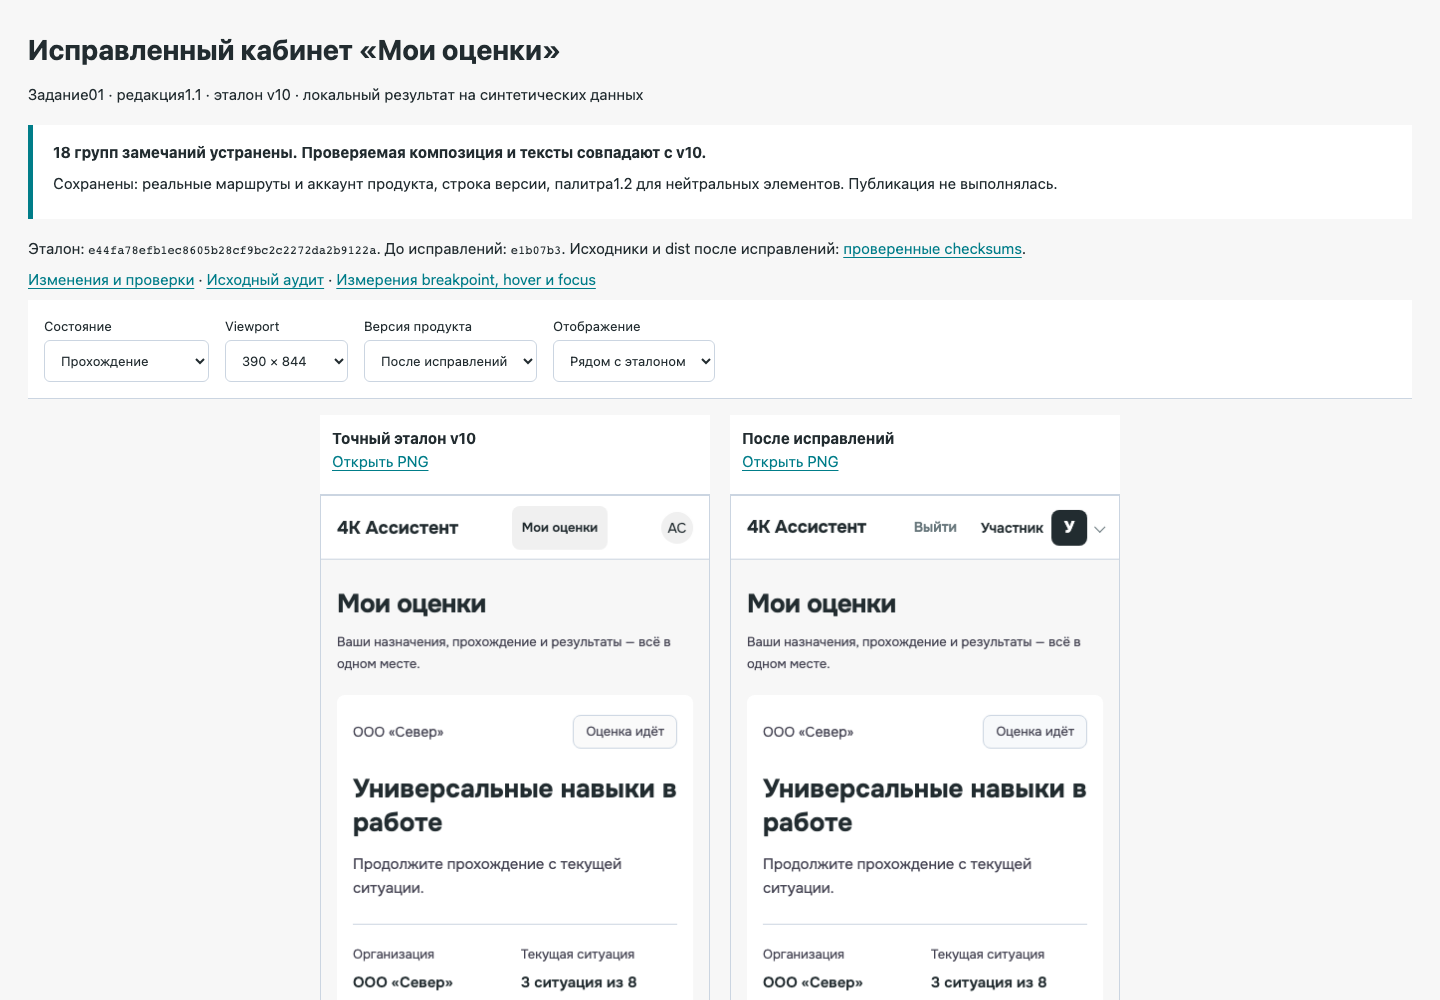 Исправленный кабинет «Мои оценки»
Задание01 · редакция1.1 · эталон v10 · локальный результат на синтетических данных
18 групп замечаний устранены. Проверяемая композиция и тексты совпадают с v10.
Сохранены: реальные маршруты и аккаунт продукта, строка версии, палитра1.2 для нейтральных элементов. Публикация не выполнялась.
Эталон: e44fa78efb1ec8605b28cf9bc2c2272da2b9122a. До исправлений: e1b07b3. Исходники и dist после исправлений: проверенные checksums.
Изменения и проверки · Исходный аудит · Измерения breakpoint, hover и focus
Состояние Viewport Версия продукта Отображение
Прохождение 390 × 844 После исправлений Рядом с эталоном
Точный эталон v10
Открыть PNG
4К Ассистент Мои оценки АС
Мои оценки
Ваши назначения, прохождение и результаты — всё в
одном месте.
ООО «Север» Оценка идёт
Универсальные навыки в
работе
Продолжите прохождение с текущей
ситуации.
Организация Текущая ситуация
ООО «Север» 3 ситуация из 8
После исправлений
Открыть PNG
4К Ассистент Выйти Участник У
Мои оценки
Ваши назначения, прохождение и результаты — всё в
одном месте.
ООО «Север» Оценка идёт
Универсальные навыки в
работе
Продолжите прохождение с текущей
ситуации.
Организация Текущая ситуация
ООО «Север» 3 ситуация из 8